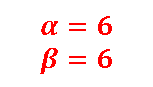 α = 6
β = 6